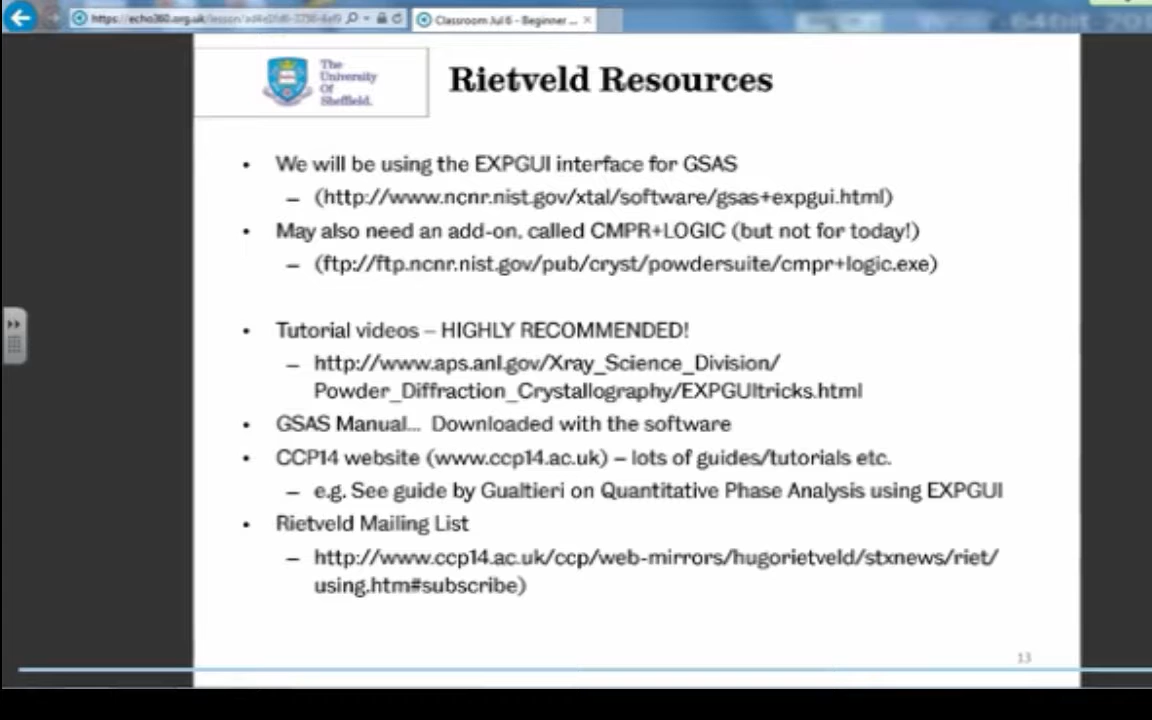 Classroom Jul 6 - Beginner ...
The
University
Of
Sheffield.
Rietveld Resources
• We will be using the EXPGUI interface for GSAS
– (http://www.ncnr.nist.gov/xtal/software/gsas+expgui.html)
• May also need an add-on, called CMPR+LOGIC (but not for today!)
– (ftp://ftp.ncnr.nist.gov/pub/cryst/powdersuite/cmpr+logic.exe)
• Tutorial videos – HIGHLY RECOMMENDED!
– http://www.aps.anl.gov/Xray_Science_Division/
Powder_Diffraction_Crystallography/EXPGUItricks.html
• GSAS Manual... Downloaded with the software
• CCP14 website (www.ccp14.ac.uk) – lots of guides/tutorials etc.
– e.g. See guide by Gualtieri on Quantitative Phase Analysis using EXPGUI
• Rietveld Mailing List
– http://www.ccp14.ac.uk/ccp/web-mirrors/hugorietveld/stxnews/riet/
using.htm#subscribe)
13